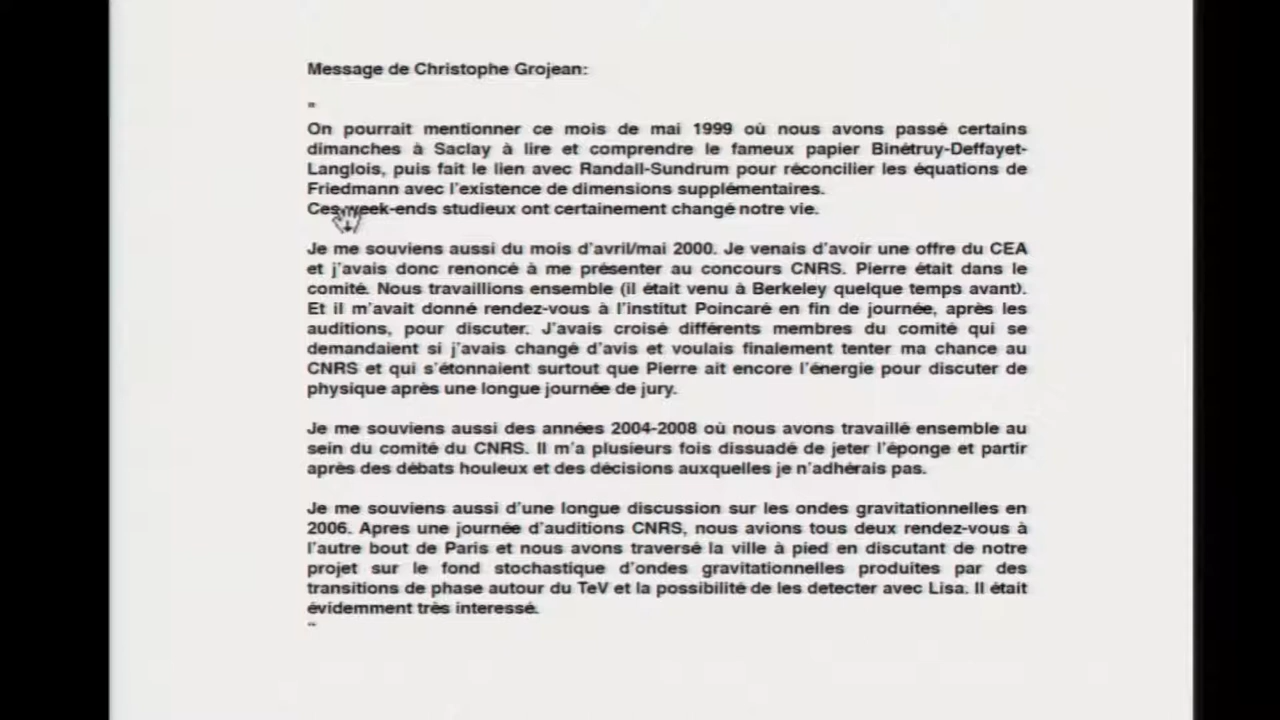 Message de Christophe Grojean:
"
On pourrait mentionner ce mois de mai 1999 où nous avons passé certains
dimanches à Saclay à lire et comprendre le fameux papier Binétruy-Deffayet-
Langlois, puis fait le lien avec Randall-Sundrum pour réconcilier les équations de
Friedmann avec l'existence de dimensions supplémentaires.
Ces week-ends studieux ont certainement changé notre vie.
Je me souviens aussi du mois d'avril/mai 2000. Je venais d'avoir une offre du CEA
et j'avais donc renoncé à me présenter au concours CNRS. Pierre était dans le
comité. Nous travaillions ensemble (il était venu à Berkeley quelque temps avant).
Et il m'avait donné rendez-vous à l'institut Poincaré en fin de journée, après les
auditions, pour discuter. J'avais croisé différents membres du comité qui se
demandaient si j'avais changé d'avis et voulais finalement tenter ma chance au
CNRS et qui s'étonnaient surtout que Pierre ait encore l'énergie pour discuter de
physique après une longue journée de jury.
Je me souviens aussi des années 2004-2008 où nous avons travaillé ensemble au
sein du comité du CNRS. Il m'a plusieurs fois dissuadé de jeter l'éponge et partir
après des débats houleux et des décisions auxquelles je n'adhérais pas.
Je me souviens aussi d'une longue discussion sur les ondes gravitationnelles en
2006. Apres une journée d'auditions CNRS, nous avions tous deux rendez-vous à
l'autre bout de Paris et nous avons traversé la ville à pied en discutant de notre
projet sur le fond stochastique d'ondes gravitationnelles produites par des
transitions de phase autour du TeV et la possibilité de les detecter avec Lisa. Il était
évidemment très interessé.
"